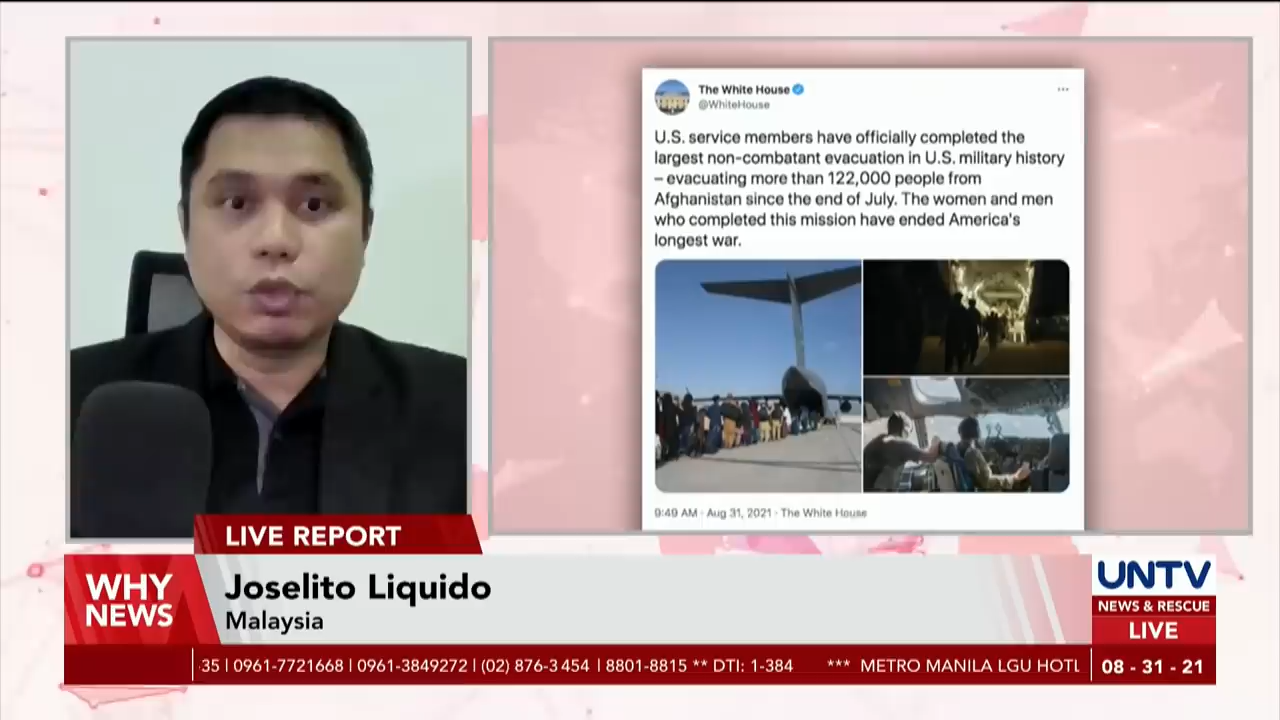 The White House
@WhiteHouse
U.S. service members have officially completed the
largest non-combatant evacuation in U.S. military history
– evacuating more than 122,000 people from
Afghanistan since the end of July. The women and men
who completed this mission have ended America's
longest war.
9:49 AM · Aug 31, 2021 · The White House
LIVE REPORT
WHY
NEWS
Joselito Liquido
Malaysia
UNTV
NEWS & RESCUE
LIVE
35 | 0961-7721668 | 0961-3849272 | (02) 876-3454 | 8801-8815 ** DTI: 1-384 *** METRO MANILA LGU HOTL
08 - 31 - 21